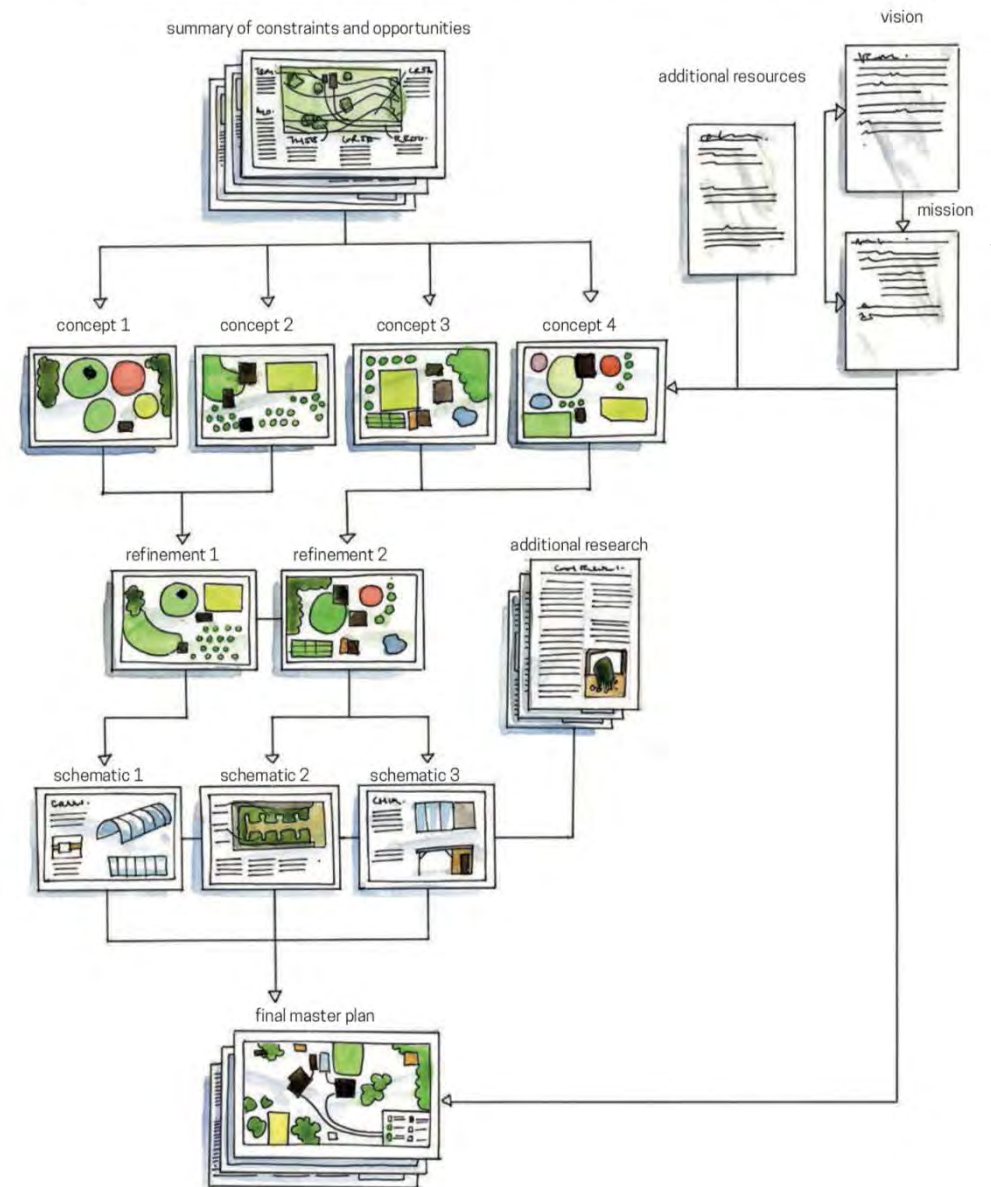 vision
summary of constraints and opportunities
additional resources
mission
concept 1
concept 2
concept 3
concept 4
refinement 1
refinement 2
additional research
schematic 1
schematic 2
schematic 3
final master plan